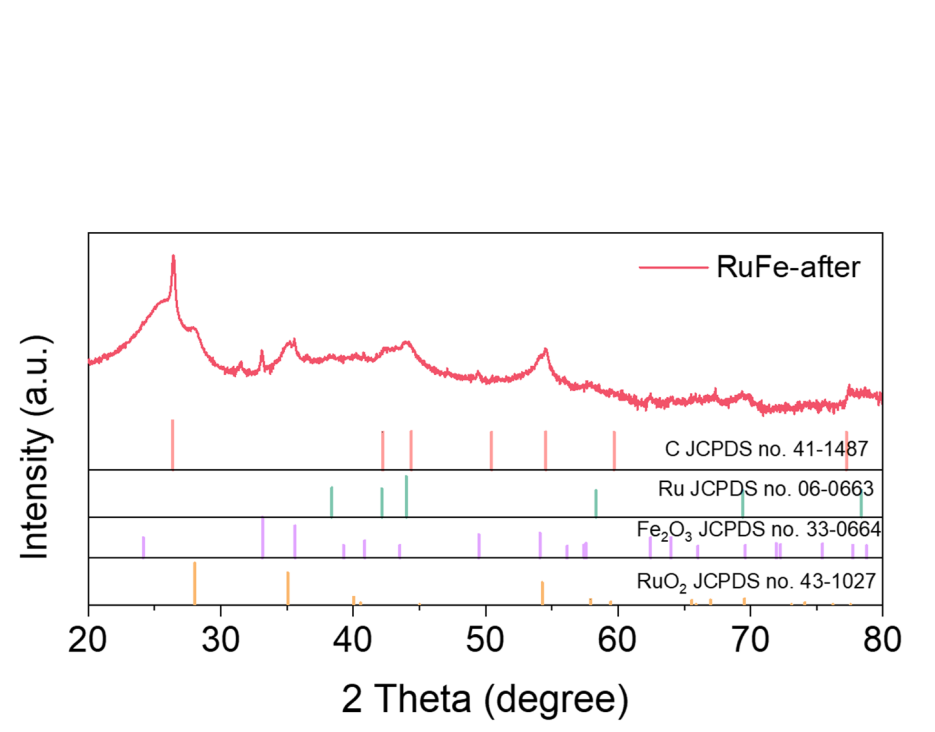 RuFe-after
Intensity (a.u.)
C JCPDS no. 41-1487
Ru JCPDS no. 06-0663
Fe₂O₃ JCPDS no. 33-0664
RuO₂ JCPDS no. 43-1027
20 30 40 50 60 70 80
2 Theta (degree)